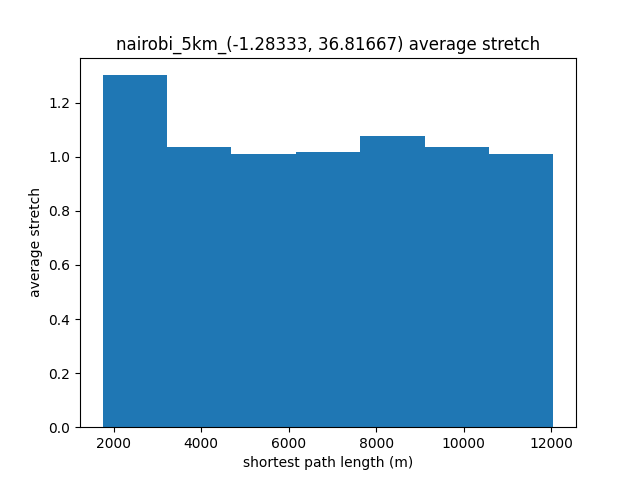 nairobi_5km_(-1.28333, 36.81667) average stretch
1.2
1.0
0.8
0.6
0.4
0.2
0.0
average stretch
2000 4000 6000 8000 10000 12000
shortest path length (m)